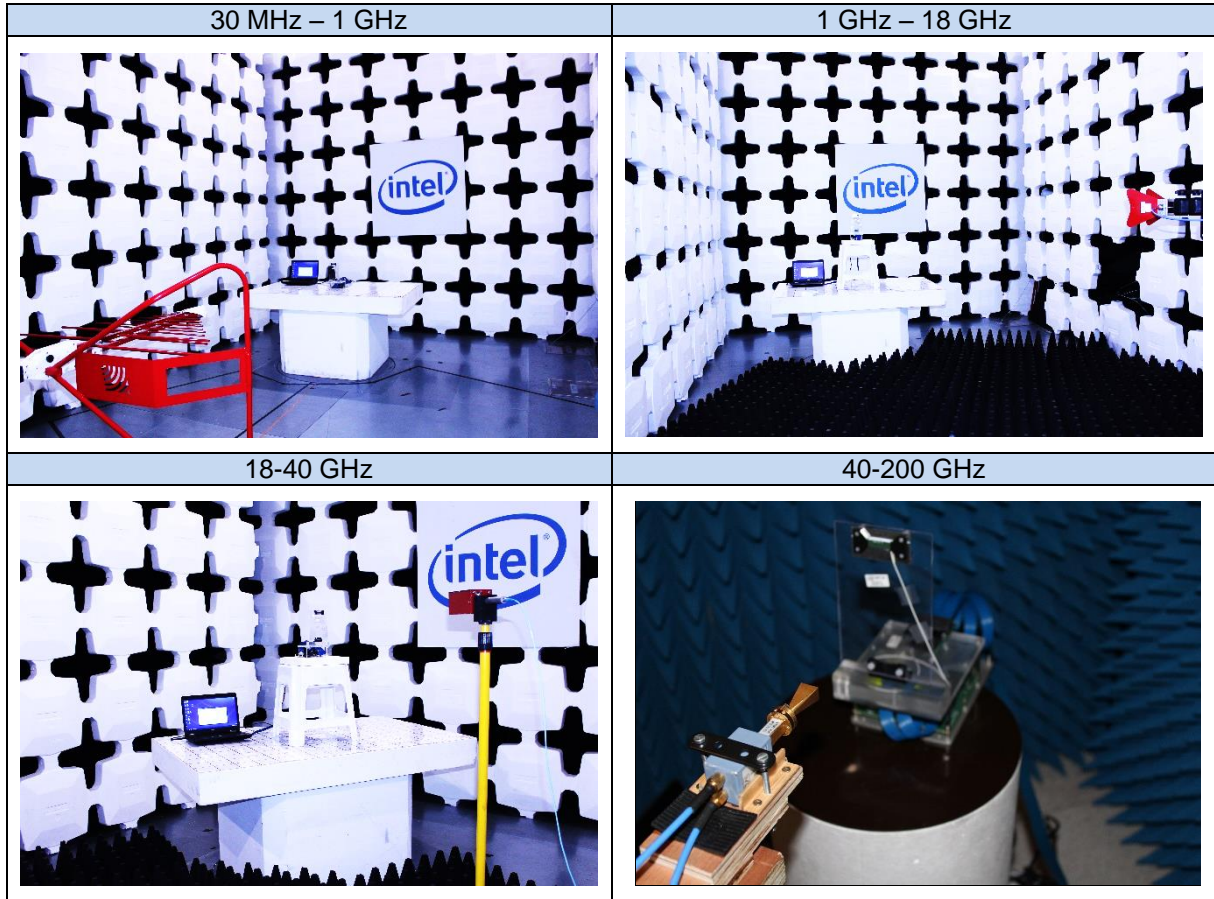 30 MHz – 1 GHz
1 GHz – 18 GHz
intel
intel
18-40 GHz
40-200 GHz
intel®